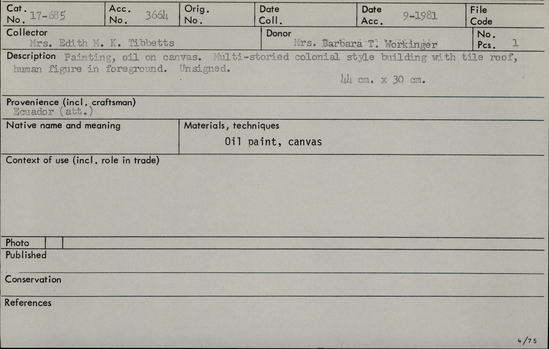 Cat. No. 17-685 Acc. No. 3664 Orig. No. Date Coll. Date Acc. 9-1981 File Code
Collector Donor No. Pcs. 1
Mrs. Edith M. K. Tibbetts Mrs. Barbara T. Workinger
Description Painting, oil on canvas. Multi-storied colonial style building with tile roof,
human figure in foreground. Unsigned.
44 cm. x 30 cm.
Provenience (incl. craftsman)
Ecuador (att.)
Native name and meaning Materials, techniques
Oil paint, canvas
Context of use (incl. role in trade)
Photo
Published
Conservation
References
4/75